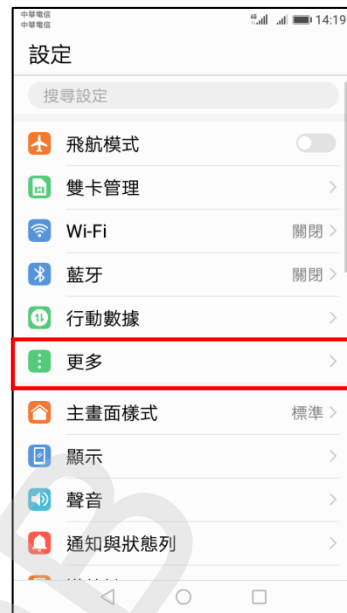 中華電信
中華電信
14:19
設定
搜尋設定
飛航模式
雙卡管理
Wi-Fi 關閉
藍牙 關閉
行動數據
更多
主畫面樣式 標準
顯示
聲音
通知與狀態列